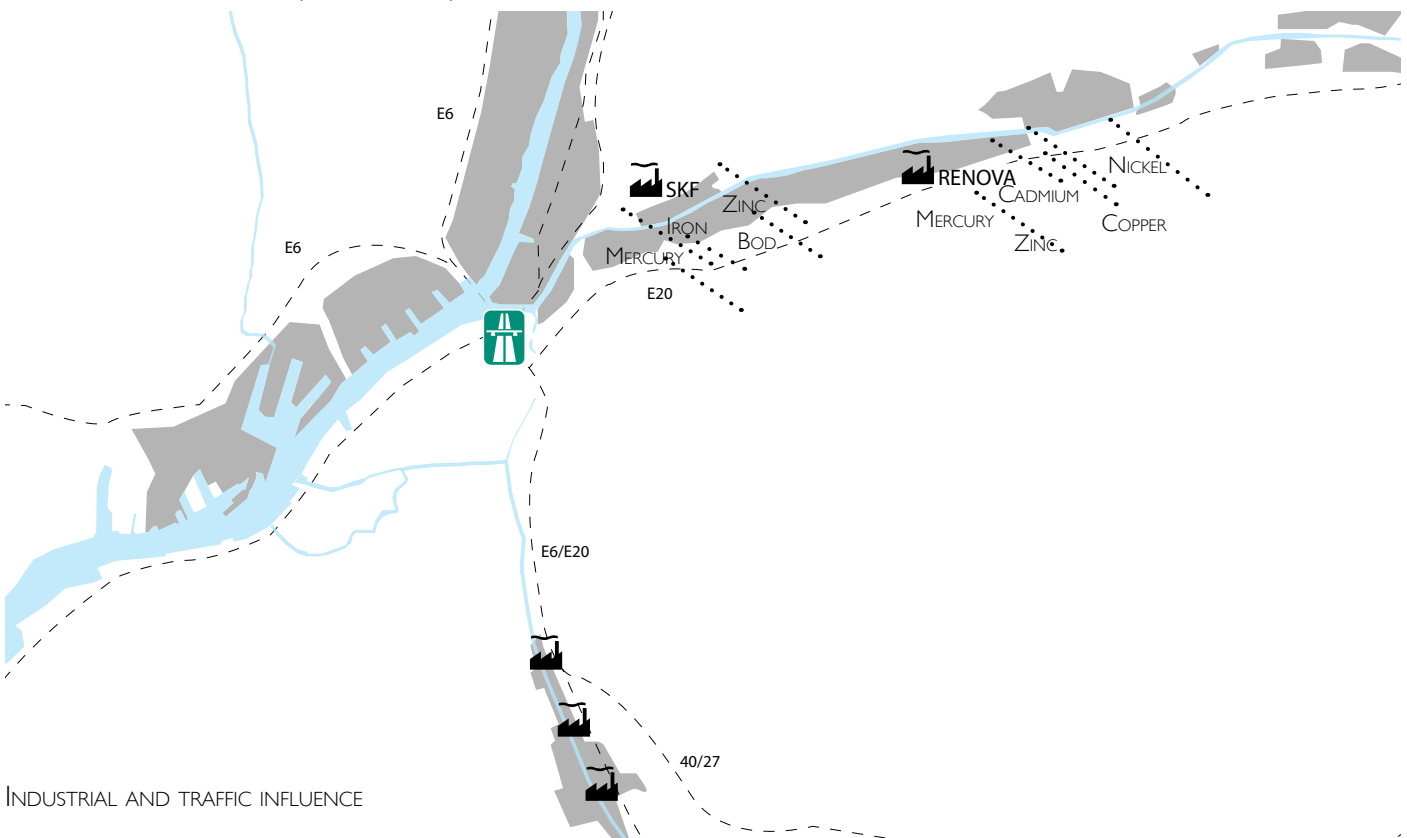 E6
E6
SKF
RENOVA
NICKEL
CADMIUM
ZINC
COPPER
IRON
MERCURY
BOD
ZINC
MERCURY
E20
E6/E20
40/27
INDUSTRIAL AND TRAFFIC INFLUENCE